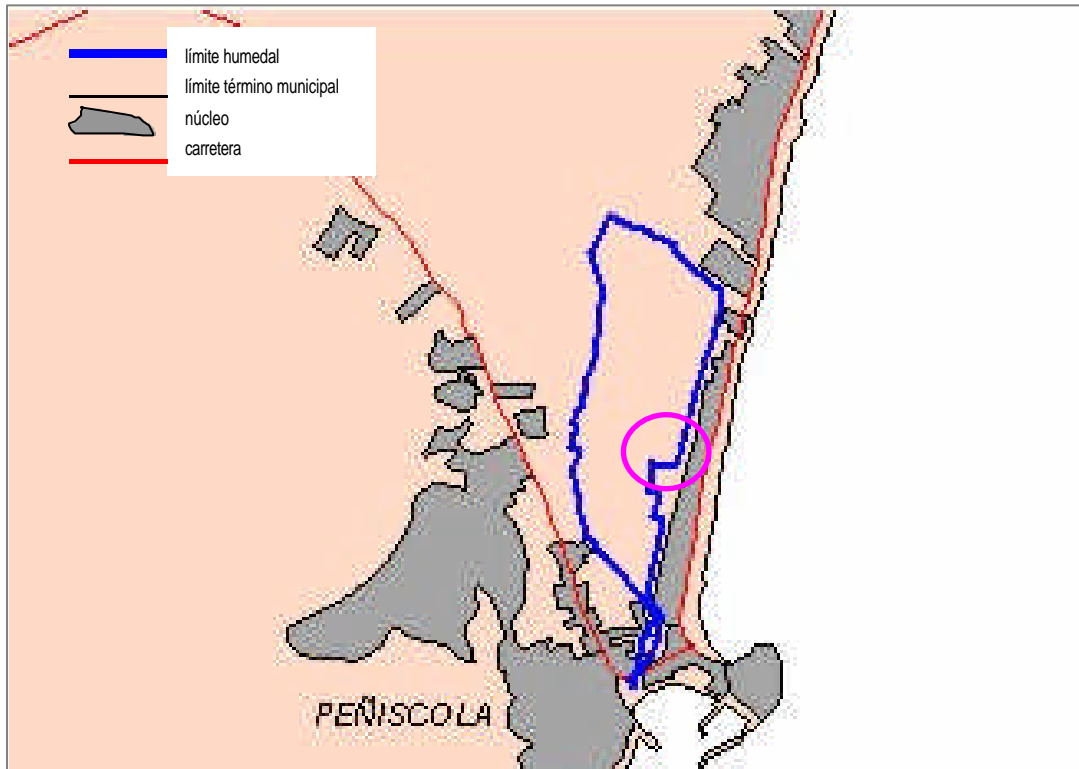 límite humedal
límite término municipal
núcleo
carretera
PEÑISCOLA